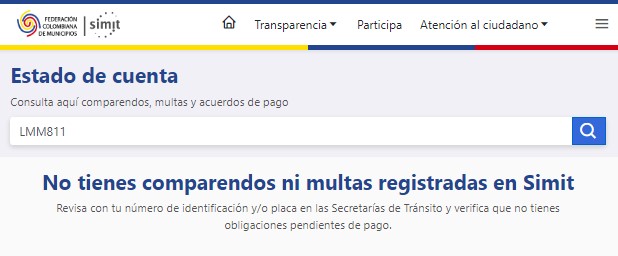 FEDERACIÓN
COLOMBIANA
DE MUNICIPIOS
simit
Transparencia Participa Atención al ciudadano
Estado de cuenta
Consulta aquí comparendos, multas y acuerdos de pago
LMM811
No tienes comparendos ni multas registradas en Simit
Revisa con tu número de identificación y/o placa en las Secretarías de Tránsito y verifica que no tienes
obligaciones pendientes de pago.